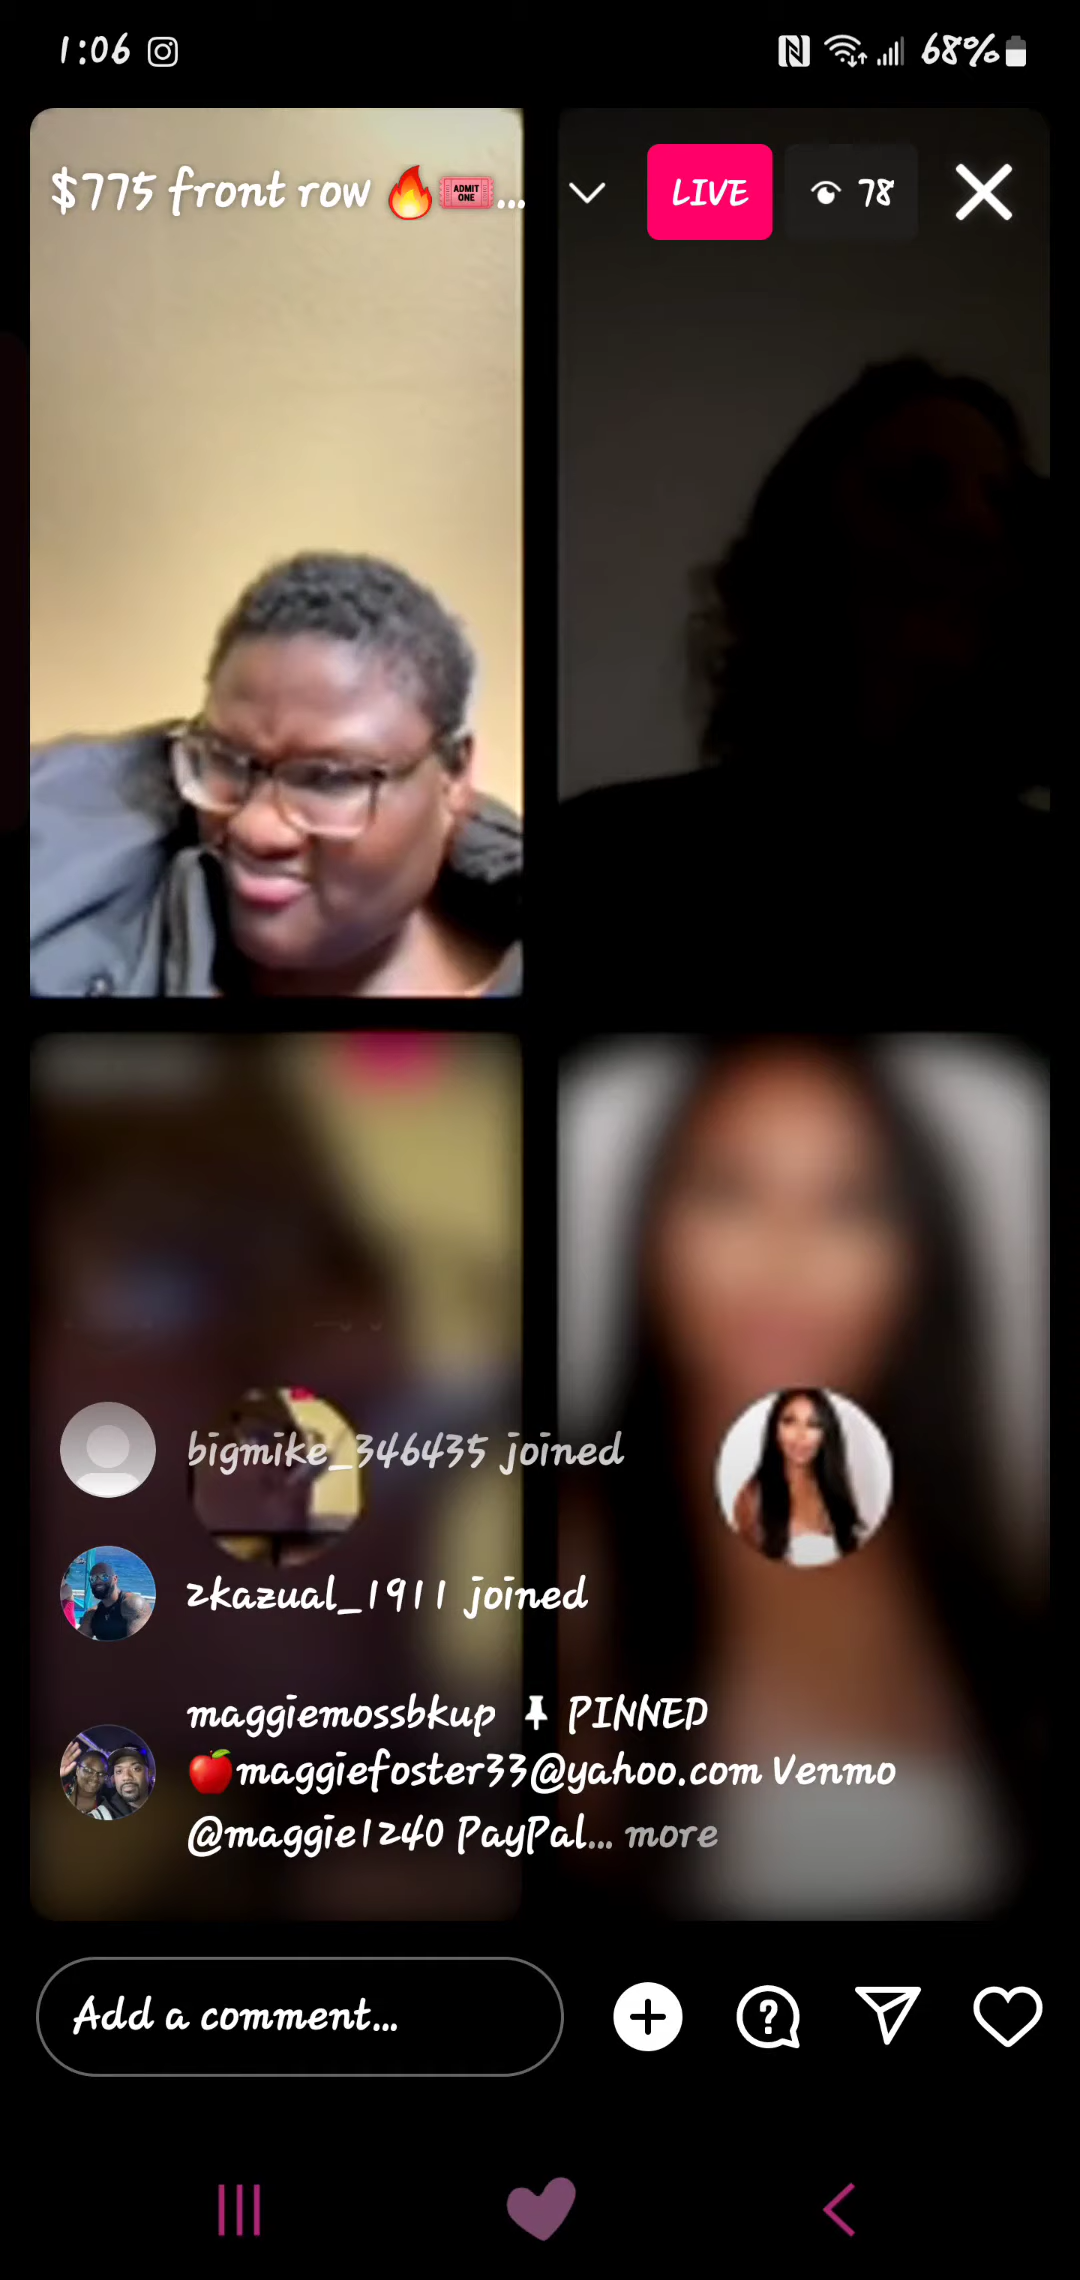 1:06 68%
$775 front row 🔥🎟️... LIVE 78
bigmike_346435 joined
zkazual_1911 joined
maggiemossbkup 📌 PINNED
🍎maggiefoster33@yahoo.com Venmo
@maggie1240 PayPal... more
Add a comment...